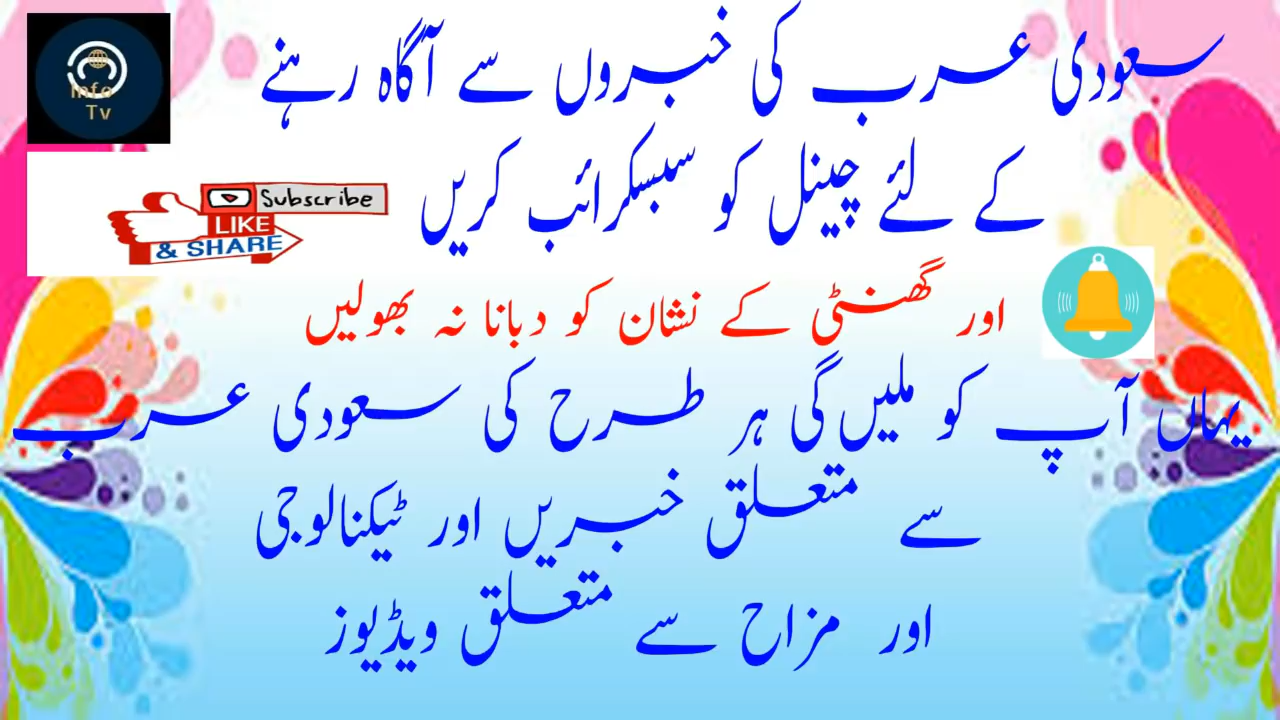 سعودی عرب کی خبروں سے آگاہ رہنے
Info
Tv
کے لئے چینل کو سبسکرائب کریں
Subscribe
LIKE
& SHARE
اور گھنٹی کے نشان کو دبانا نہ بھولیں
یہاں آپ کو ملیں گی ہر طرح کی سعودی عرب
سے متعلق خبریں اور ٹیکنالوجی
اور مزاح سے متعلق ویڈیوز